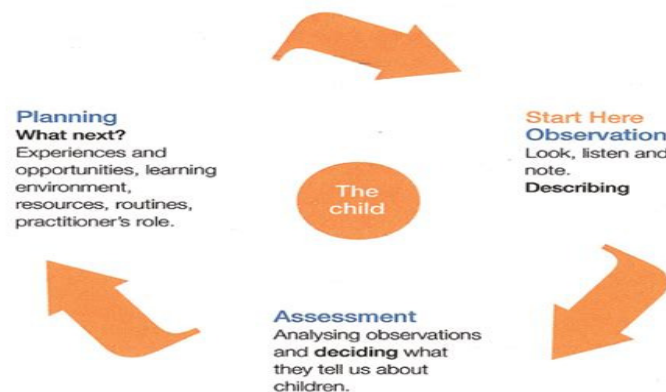 Planning
What next?
Experiences and
opportunities, learning
environment,
resources, routines,
practitioner's role.
The
child
Start Here
Observation
Look, listen and
note.
Describing
Assessment
Analysing observations
and deciding what
they tell us about
children.